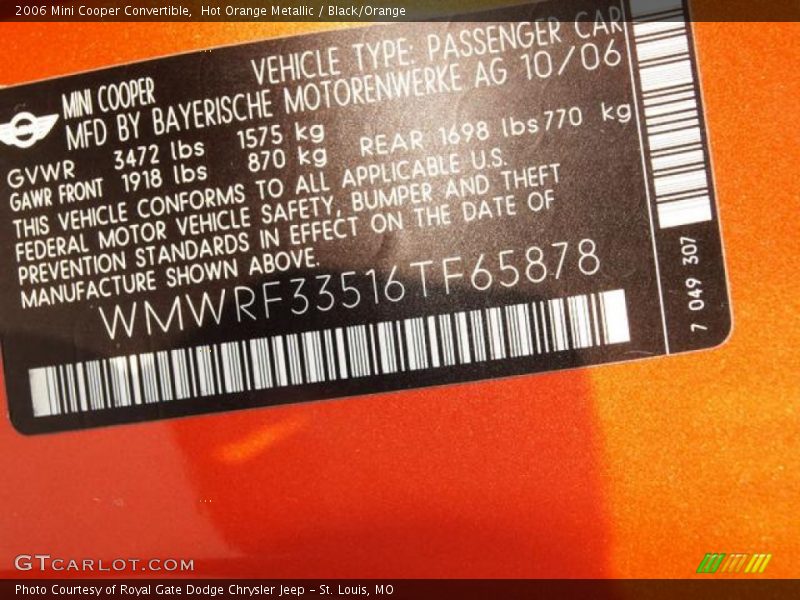 2006 Mini Cooper Convertible,  Hot Orange Metallic / Black/Orange
MINI COOPER VEHICLE TYPE: PASSENGER CAR
MFD BY BAYERISCHE MOTORENWERKE AG 10/06
GVWR 3472 lbs 1575 kg
GAWR FRONT 1918 lbs 870 kg REAR 1698 lbs 770 kg
THIS VEHICLE CONFORMS TO ALL APPLICABLE U.S.
FEDERAL MOTOR VEHICLE SAFETY, BUMPER AND THEFT
PREVENTION STANDARDS IN EFFECT ON THE DATE OF
MANUFACTURE SHOWN ABOVE.
WMWRF33516TF65878
7 049 307
GTCARLOT.COM
Photo Courtesy of Royal Gate Dodge Chrysler Jeep – St. Louis, MO